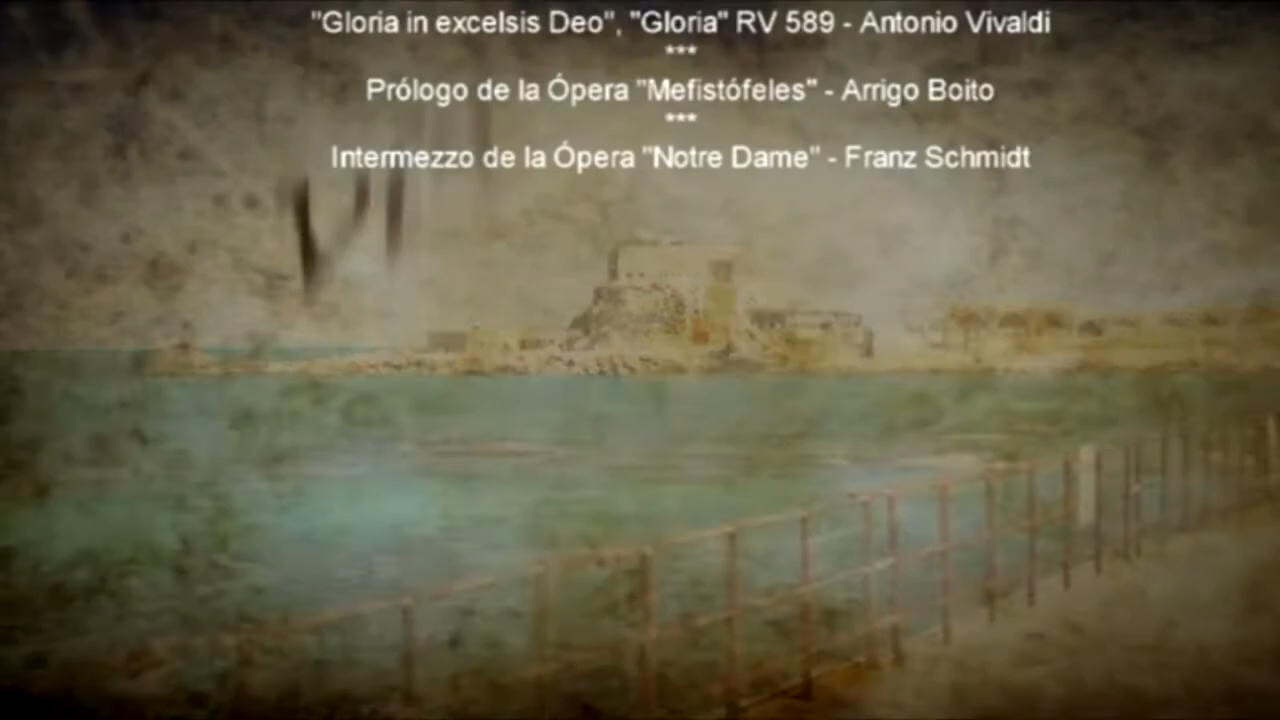 "Gloria in excelsis Deo", "Gloria" RV 589 - Antonio Vivaldi
***
Prólogo de la Ópera "Mefistófeles" - Arrigo Boito
***
Intermezzo de la Ópera "Notre Dame" - Franz Schmidt